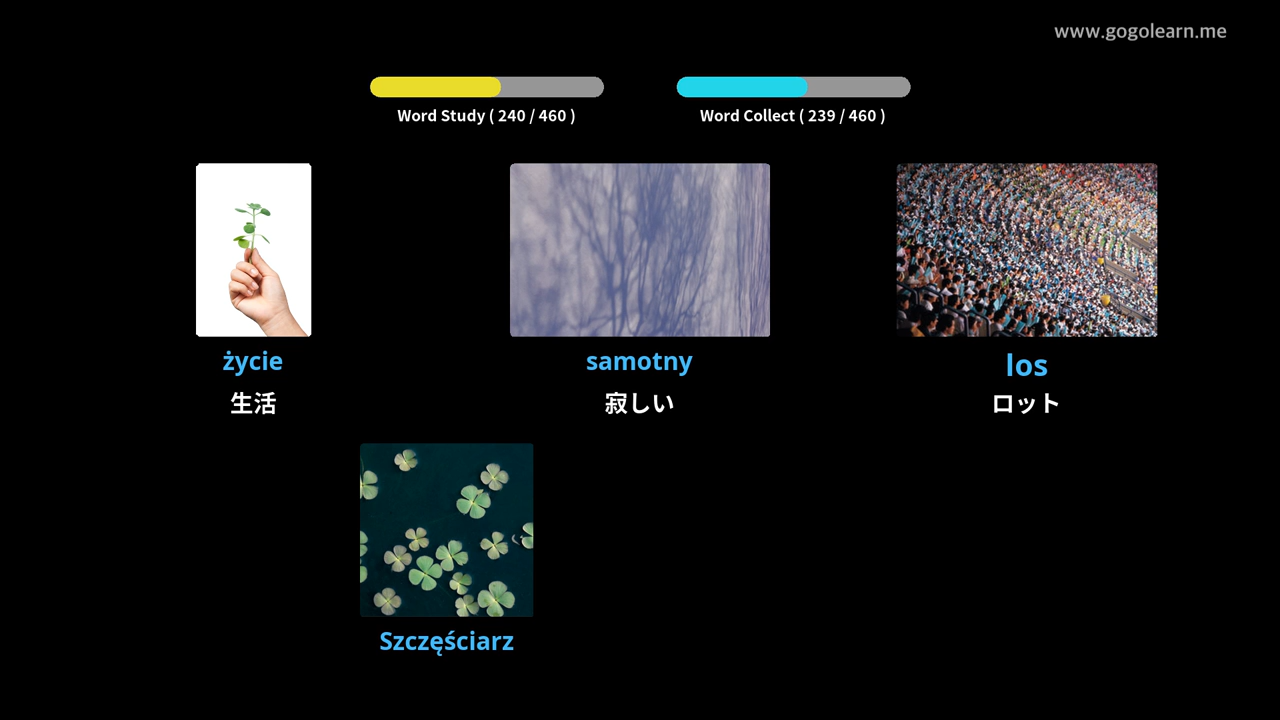 www.gogolearn.me
Word Study ( 240 / 460 )
Word Collect ( 239 / 460 )
życie
samotny
los
生活
寂しい
ロット
Szczęściarz